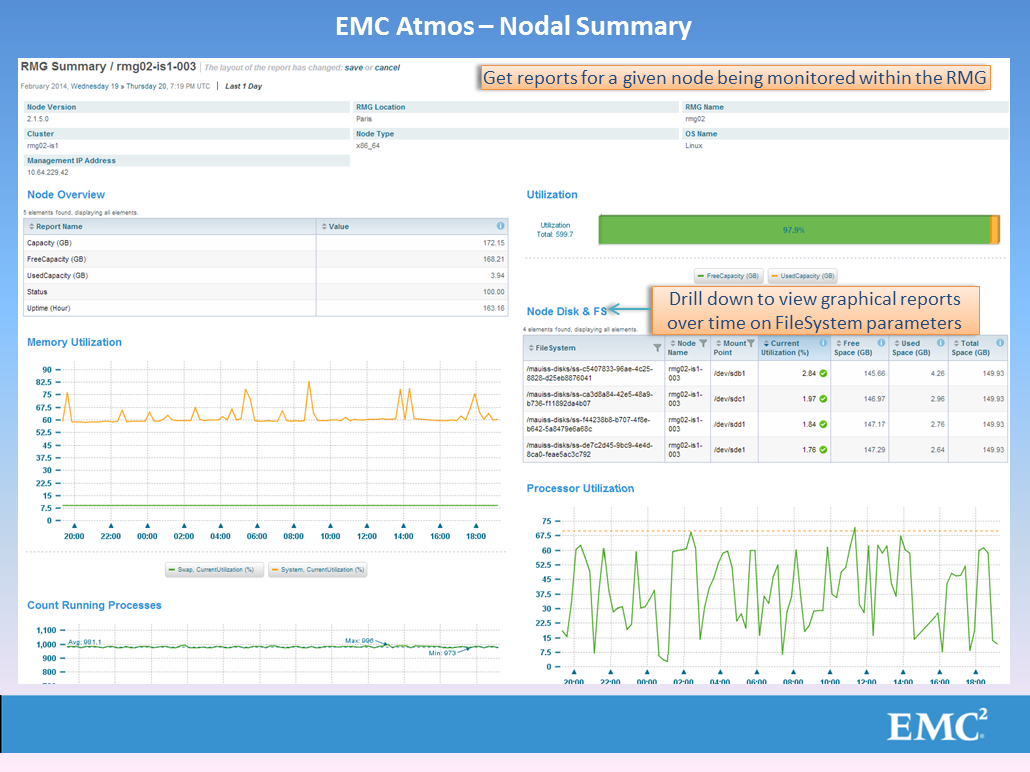 EMC Atmos – Nodal Summary
RMG Summary / rmg02-is1-003 | The layout of the report has changed: save or cancel
Get reports for a given node being monitored within the RMG
February 2014, Wednesday 19 » Thursday 20, 7:19 PM UTC | Last 1 Day
Node Version RMG Location RMG Name
2.1.5.0 Paris rmg02
Cluster Node Type OS Name
rmg02-is1 x86_64 Linux
Management IP Address
10.64.229.42
Node Overview
5 elements found, displaying all elements.
Report Name Value
Capacity (GB) 172.15
FreeCapacity (GB) 168.21
UsedCapacity (GB) 3.94
Status 100.00
Uptime (Hour) 163.16
Utilization
Utilization
Total: 599.7
97.9%
FreeCapacity (GB) UsedCapacity (GB)
Node Disk & FS
Drill down to view graphical reports
over time on FileSystem parameters
4 elements found, displaying all elements.
FileSystem Node Name Mount Point Current Utilization (%) Free Space (GB) Used Space (GB) Total Space (GB)
/mauiss-disks/ss-c5407833-96ae-4c25-
8828-d25eb8876041 rmg02-is1-003 /dev/sdb1 2.84 145.66 4.26 149.93
/mauiss-disks/ss-ca3d8a84-42e5-48a9-
b736-f11892da4b07 rmg02-is1-003 /dev/sdc1 1.97 146.97 2.96 149.93
/mauiss-disks/ss-f44238b8-b707-4f8e-
b642-5a8479e6a68c rmg02-is1-003 /dev/sdd1 1.84 147.17 2.76 149.93
/mauiss-disks/ss-de7c2d45-9bc9-4e4d-
8ca0-feae5ac3c792 rmg02-is1-003 /dev/sde1 1.76 147.29 2.64 149.93
Memory Utilization
90
82.5
75
67.5
60
52.5
45
37.5
30
22.5
15
7.5
0
20:00 22:00 00:00 02:00 04:00 06:00 08:00 10:00 12:00 14:00 16:00 18:00
Swap, CurrentUtilization (%) System, CurrentUtilization (%)
Processor Utilization
75
67.5
60
52.5
45
37.5
30
22.5
15
7.5
0
20:00 22:00 00:00 02:00 04:00 06:00 08:00 10:00 12:00 14:00 16:00 18:00
Count Running Processes
1,100
1,000
900
800
Avg: 981.1
Max: 996
Min: 973
EMC²